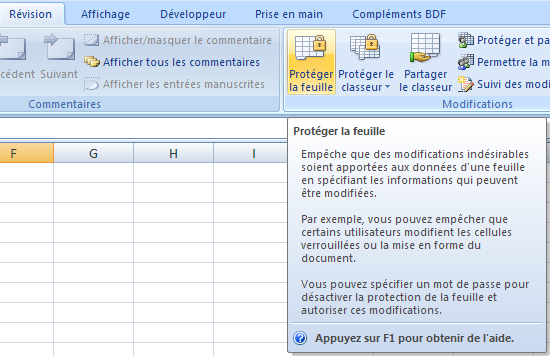 Révision Affichage Développeur Prise en main Compléments BDF
Afficher/masquer le commentaire
Afficher tous les commentaires
Afficher les entrées manuscrites
Suivant
Commentaires
Protéger
la feuille
Protéger le
classeur
Partager
le classeur
Protéger et
Permettre la
Suivi des
Modifications
F G H I
Protéger la feuille
Empêche que des modifications indésirables
soient apportées aux données d'une feuille
en spécifiant les informations qui peuvent
être modifiées.
Par exemple, vous pouvez empêcher que
certains utilisateurs modifient les cellules
verrouillées ou la mise en forme du
document.
Vous pouvez spécifier un mot de passe pour
désactiver la protection de la feuille et
autoriser ces modifications.
Appuyez sur F1 pour obtenir de l'aide.